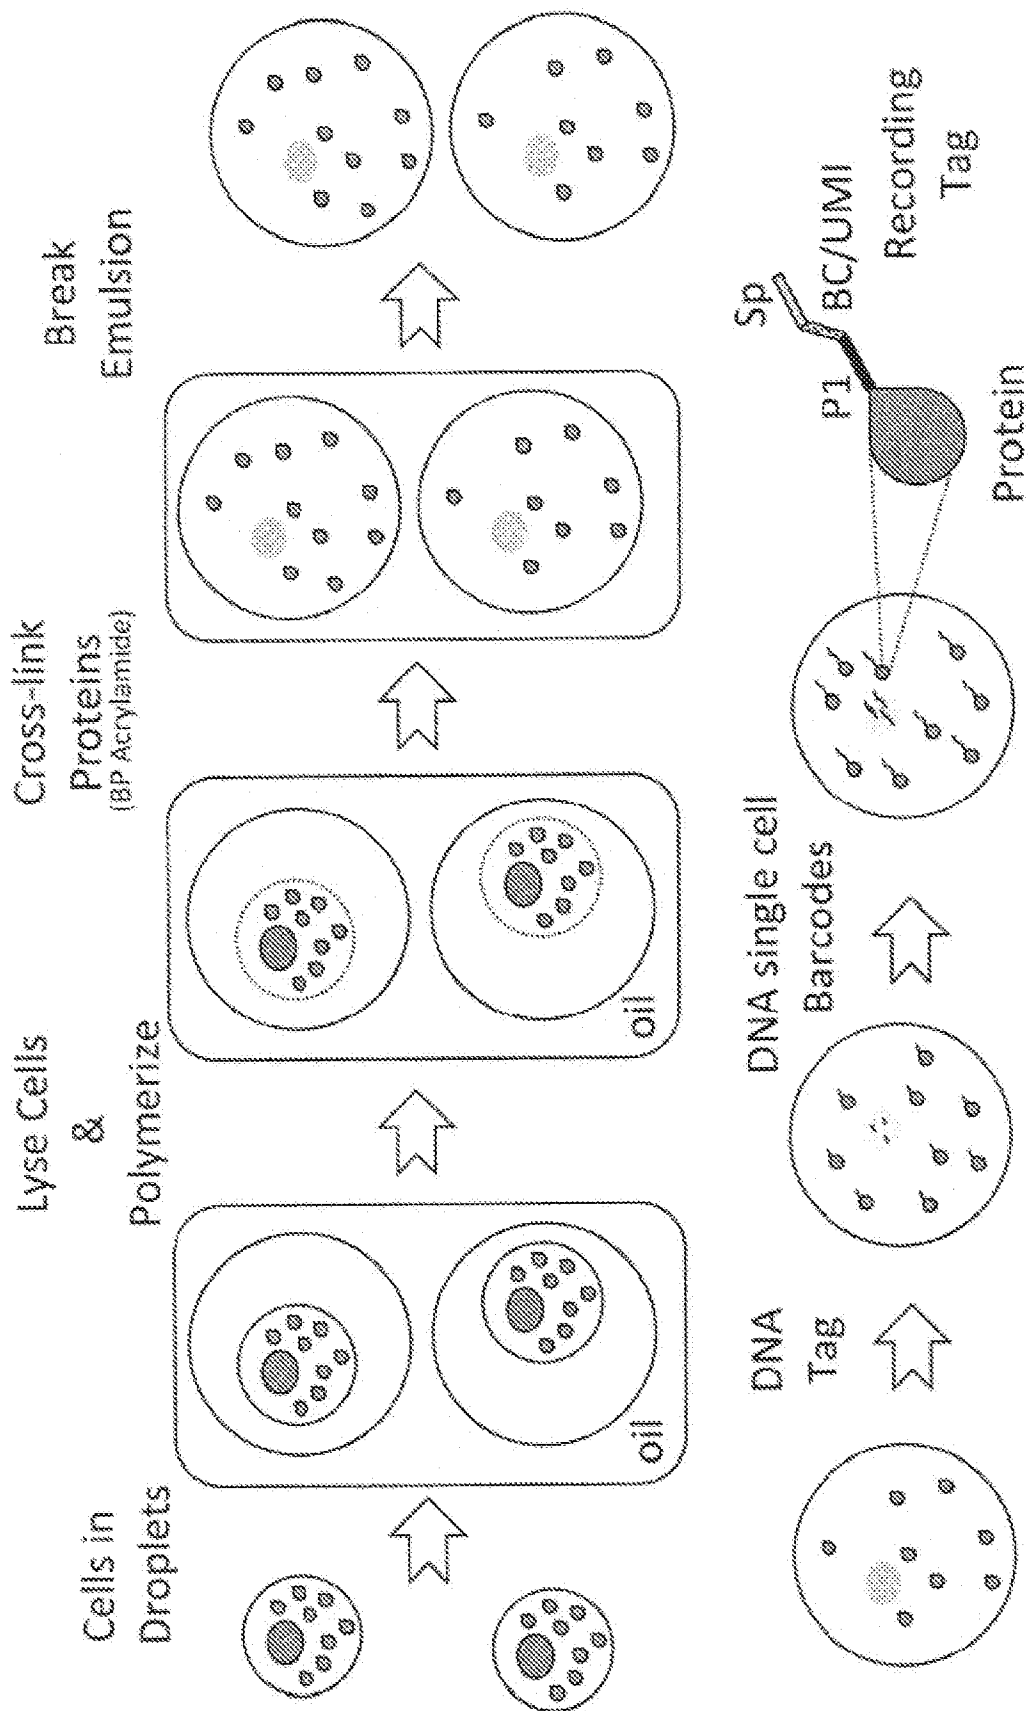 Cells in
Droplets
Lyse Cells
&
Polymerize
Cross-link
Proteins
(BP Acrylamide)
Break
Emulsion
oil
oil
DNA
Tag
DNA single cell
Barcodes
Sp
P1
BC/UMI
Recording
Tag
Protein